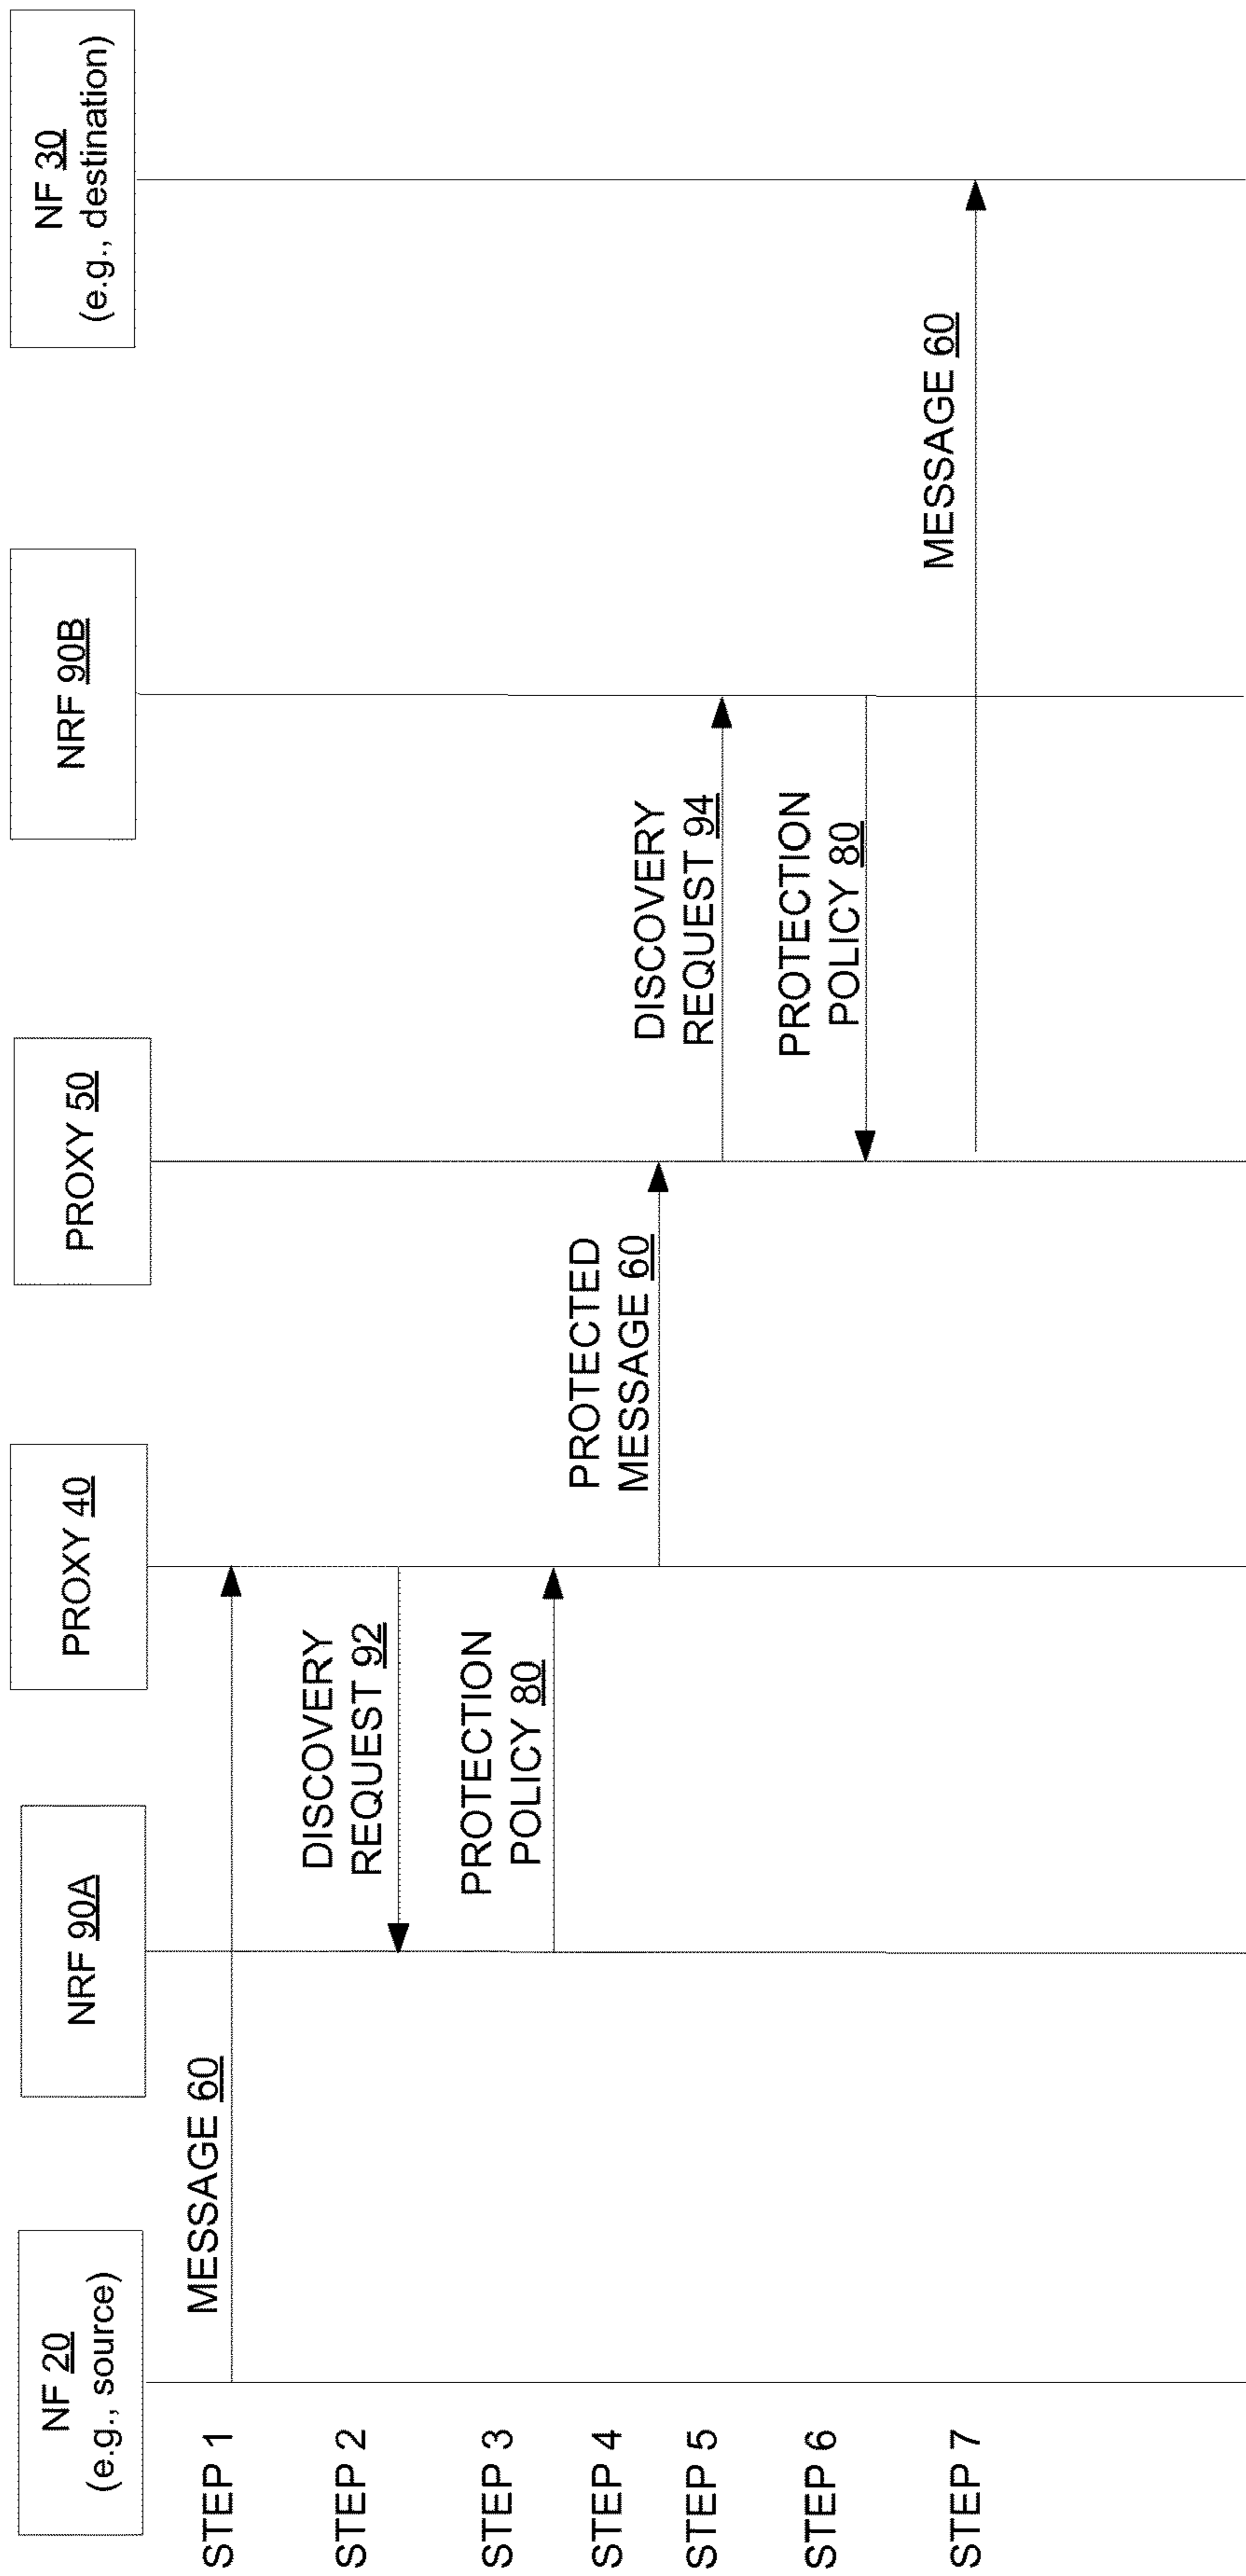 NF 20
(e.g., source)
NRF 90A
PROXY 40
PROXY 50
NRF 90B
NF 30
(e.g., destination)
STEP 1
MESSAGE 60
STEP 2
DISCOVERY
REQUEST 92
STEP 3
PROTECTION
POLICY 80
STEP 4
PROTECTED
MESSAGE 60
STEP 5
DISCOVERY
REQUEST 94
STEP 6
PROTECTION
POLICY 80
STEP 7
MESSAGE 60